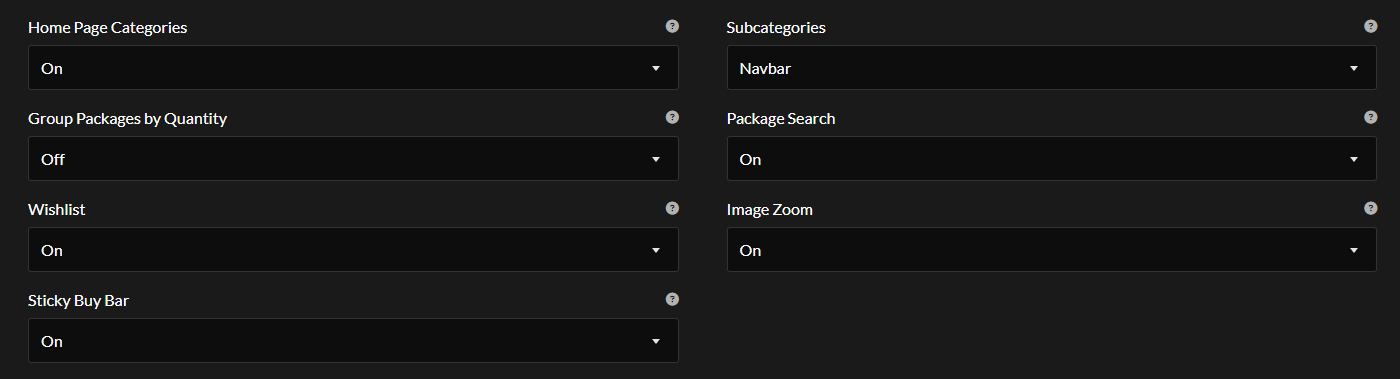 Home Page Categories ?
Subcategories ?
On
Navbar
Group Packages by Quantity ?
Package Search ?
Off
On
Wishlist ?
Image Zoom ?
On
On
Sticky Buy Bar ?
On